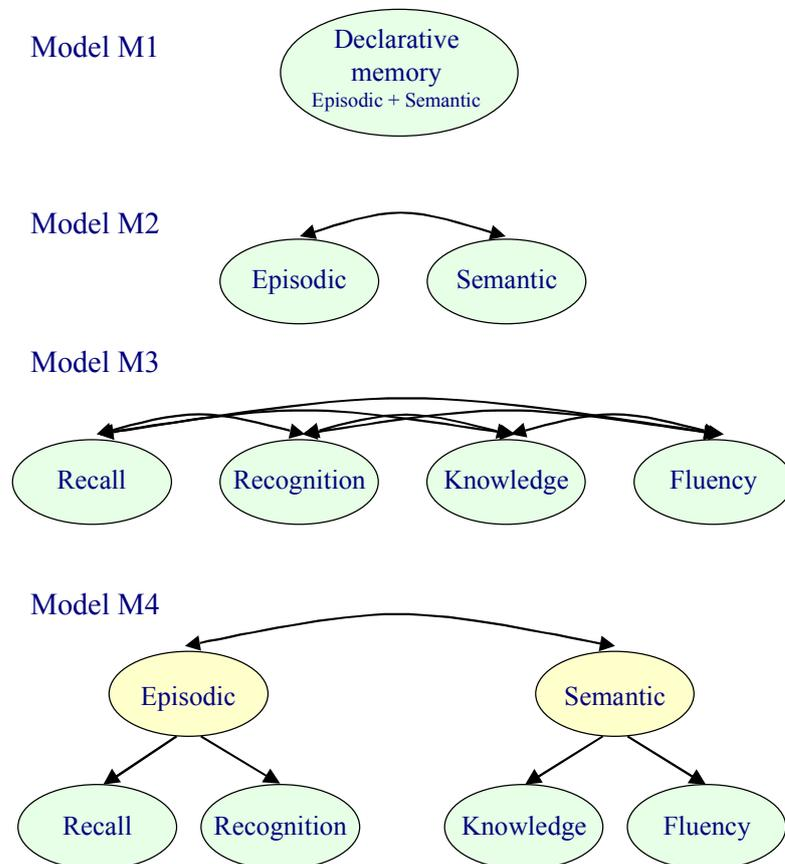 Model M1
Declarative
memory
Episodic + Semantic
Model M2
Episodic Semantic
Model M3
Recall Recognition Knowledge Fluency
Model M4
Episodic Semantic
Recall Recognition Knowledge Fluency